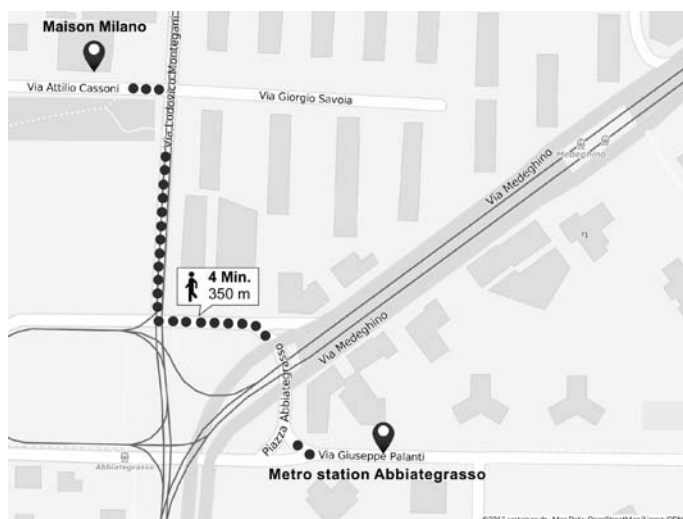 Maison Milano
Via Attilio Cassoni
Via Lodovico Montegani
Via Giorgio Savoia
Medeghino
Via Medeghino
4 Min.
350 m
Via Medeghino
Piazza Abbiategrasso
Via Giuseppe Palanti
Abbiategrasso
Metro station Abbiategrasso